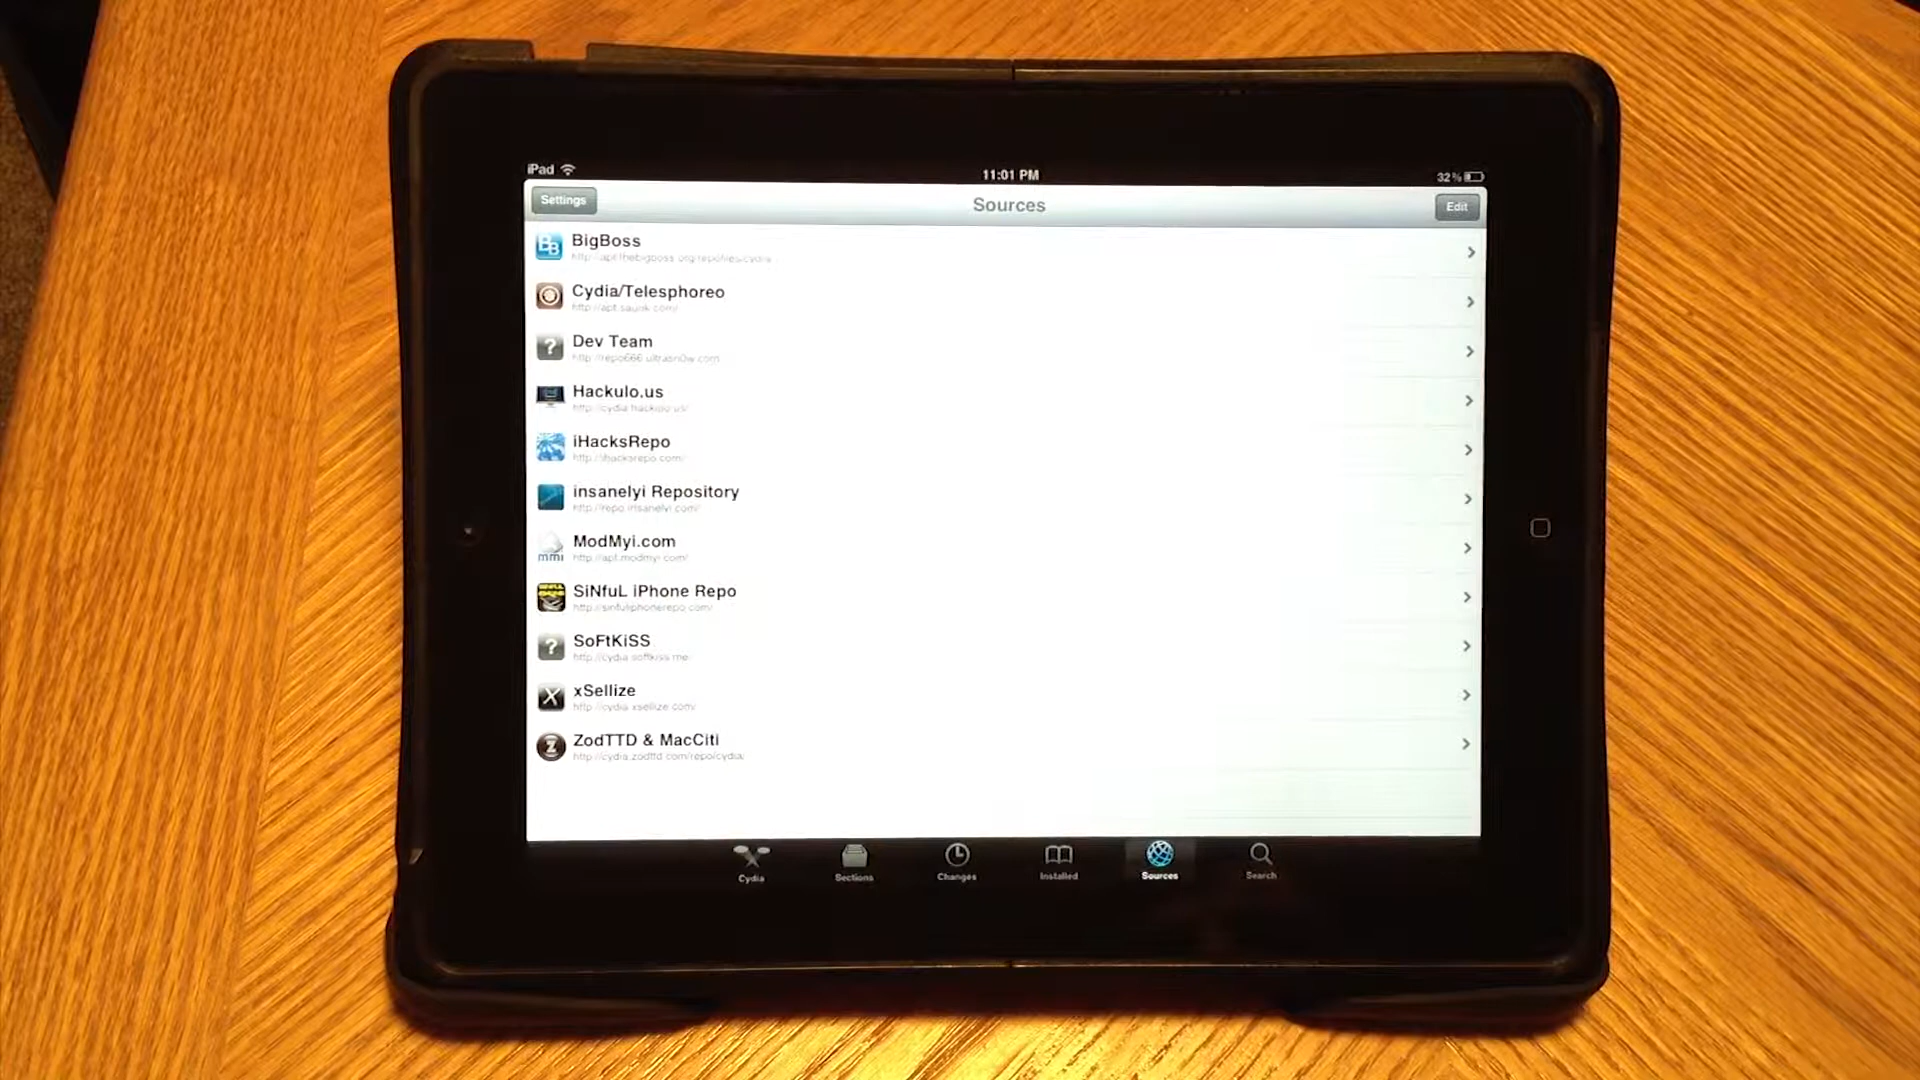 iPad
11:01 PM
32%
Settings
Sources
Edit
BigBoss
http://apt.thebigboss.org/repofiles/cydia
Cydia/Telesphoreo
http://apt.saurik.com/
Dev Team
http://repo666.ultrasn0w.com
Hackulo.us
http://cydia.hackulo.us/
iHacksRepo
http://ihacksrepo.com/
insanelyi Repository
http://repo.insanelyi.com/
ModMyi.com
mmi
http://apt.modmyi.com/
SiNfuL iPhone Repo
http://sinfuliphonerepo.com/
SoFtKiSS
http://cydia.softkiss.me
xSellize
http://cydia.xsellize.com/
ZodTTD & MacCiti
http://cydia.zodttd.com/repo/cydia/
Cydia
Sections
Changes
Installed
Sources
Search